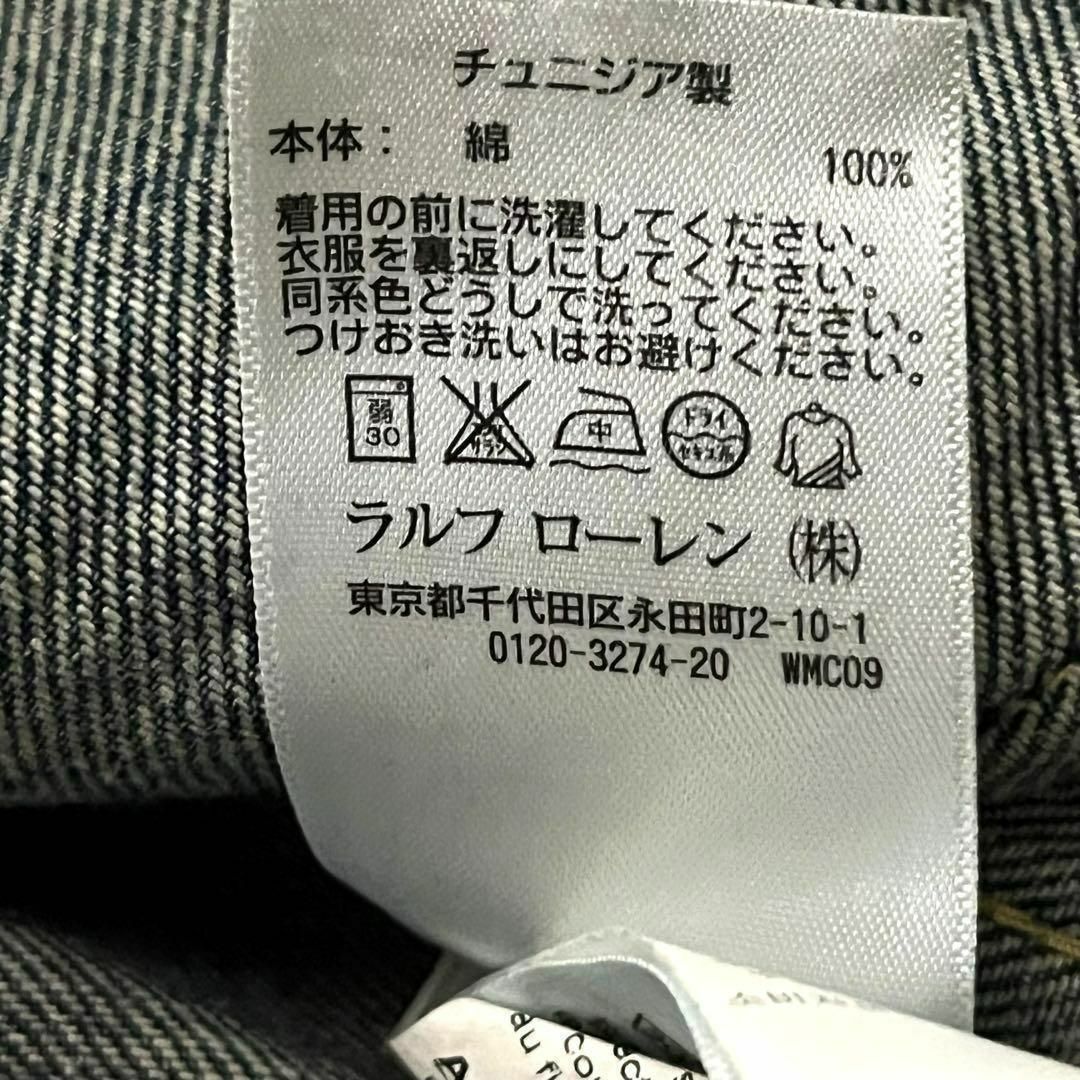 チュニジア製
本体： 綿 100%
着用の前に洗濯してください。
衣服を裏返しにしてください。
同系色どうしで洗ってください。
つけおき洗いはお避けください。
弱
30
中
ドライ
セキユ系
ラルフ ローレン (株)
東京都千代田区永田町2-10-1
0120-3274-20 WMC09
au